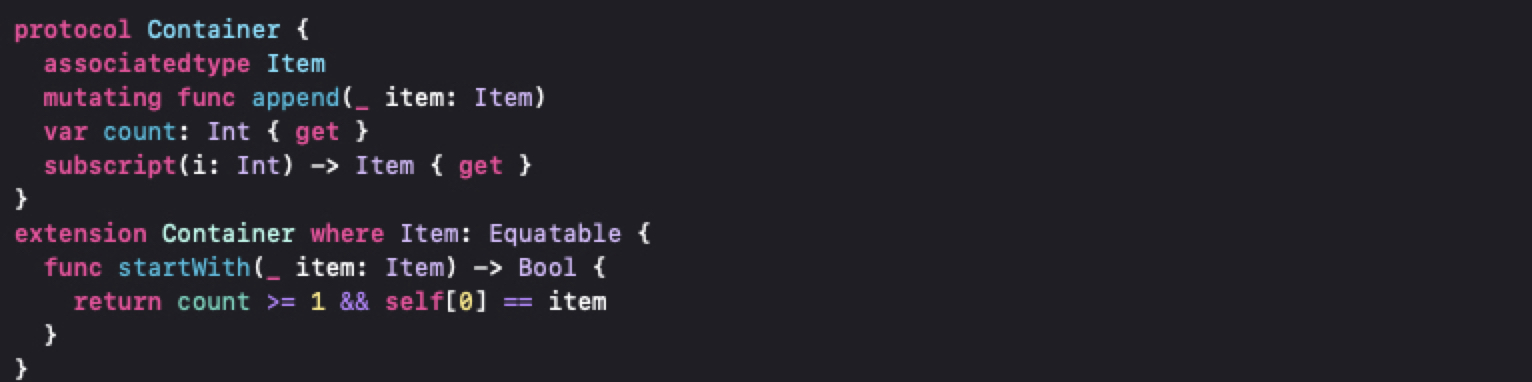 protocol Container {
  associatedtype Item
  mutating func append(_ item: Item)
  var count: Int { get }
  subscript(i: Int) -> Item { get }
}
extension Container where Item: Equatable {
  func startWith(_ item: Item) -> Bool {
    return count >= 1 && self[0] == item
  }
}